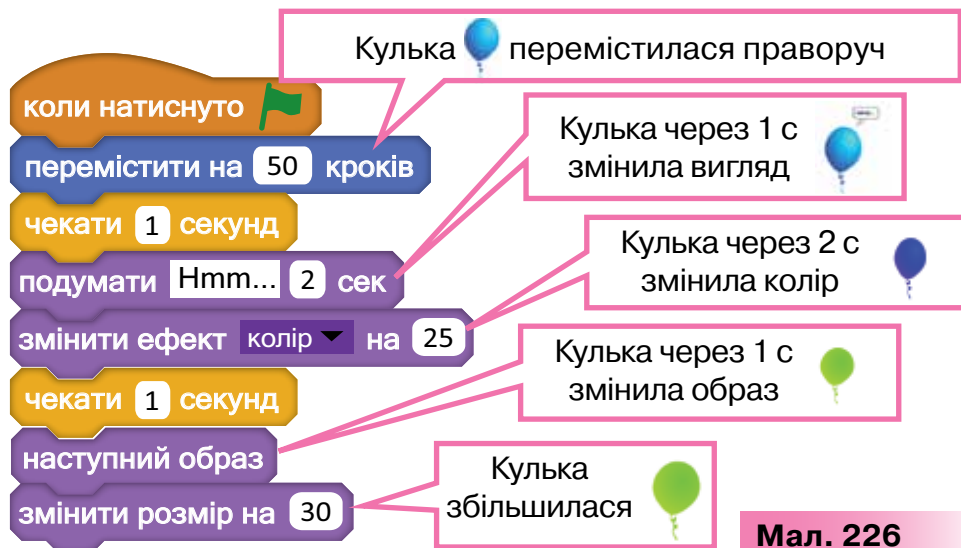 Кулька перемістилася праворуч
коли натиснуто
перемістити на 50 кроків
Кулька через 1 с
змінила вигляд
чекати 1 секунд
подумати Hmm... 2 сек
Кулька через 2 с
змінила колір
змінити ефект колір на 25
Кулька через 1 с
змінила образ
чекати 1 секунд
наступний образ
Кулька
збільшилася
змінити розмір на 30
Мал. 226